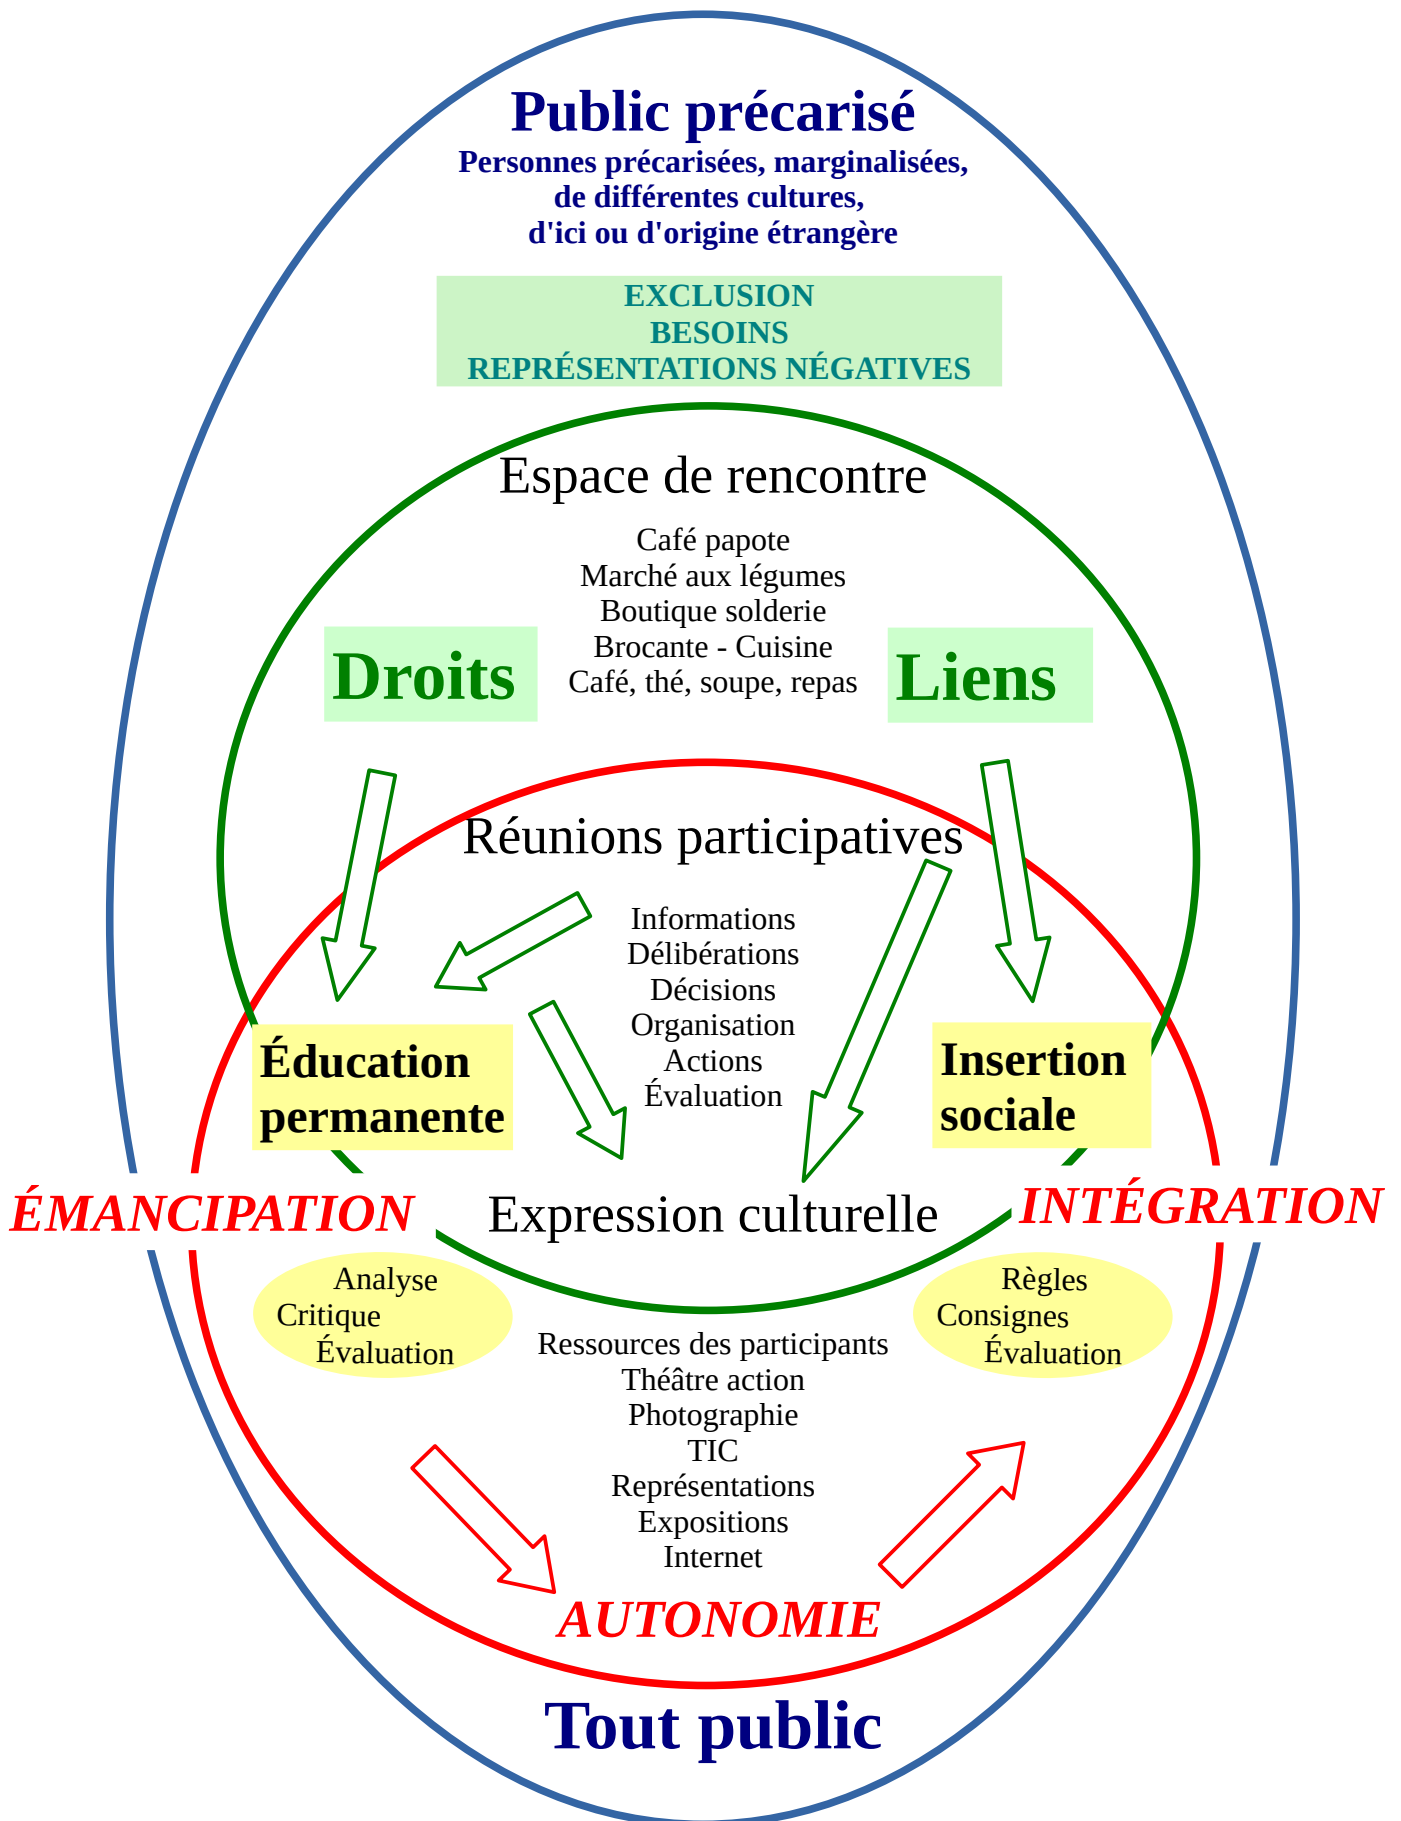 Public précarisé
Personnes précarisées, marginalisées,
de différentes cultures,
d'ici ou d'origine étrangère
EXCLUSION
BESOINS
REPRÉSENTATIONS NÉGATIVES
Espace de rencontre
Café papote
Marché aux légumes
Boutique solderie
Brocante - Cuisine
Café, thé, soupe, repas
Droits
Liens
Réunions participatives
Informations
Délibérations
Décisions
Organisation
Actions
Évaluation
Éducation
permanente
Insertion
sociale
ÉMANCIPATION
Expression culturelle
INTÉGRATION
Analyse
Critique
Évaluation
Règles
Consignes
Évaluation
Ressources des participants
Théâtre action
Photographie
TIC
Représentations
Expositions
Internet
AUTONOMIE
Tout public